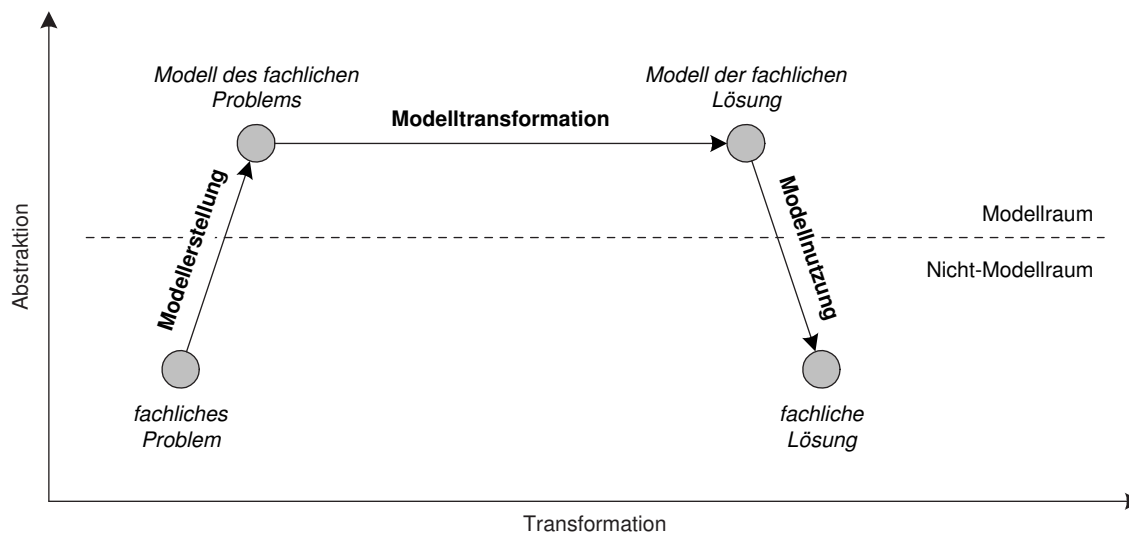 Modell des fachlichen
Problems
Modell der fachlichen
Lösung
Modelltransformation
Modellerstellung
Modellnutzung
Modellraum
Nicht-Modellraum
Abstraktion
fachliches
Problem
fachliche
Lösung
Transformation